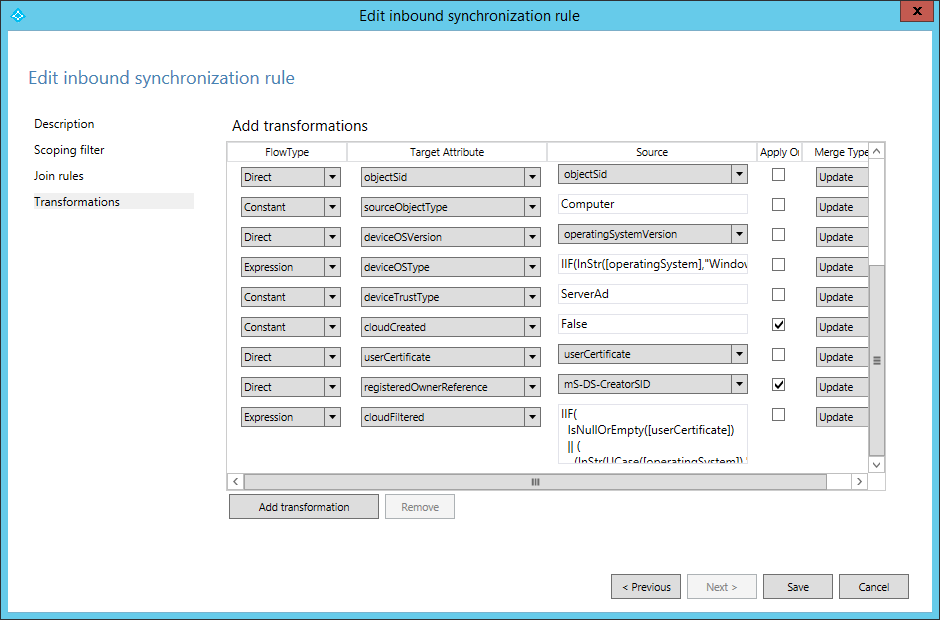 Edit inbound synchronization rule
X
Edit inbound synchronization rule
Description
Scoping filter
Join rules
Transformations
Add transformations
FlowType Target Attribute Source Apply O Merge Type
Direct objectSid objectSid Update
Constant sourceObjectType Computer Update
Direct deviceOSVersion operatingSystemVersion Update
Expression deviceOSType IIF(InStr([operatingSystem],"Windov Update
Constant deviceTrustType ServerAd Update
Constant cloudCreated False Update
Direct userCertificate userCertificate Update
Direct registeredOwnerReference mS-DS-CreatorSID Update
Expression cloudFiltered IIF( Update
IsNullOrEmpty([userCertificate])
|| (
(InStr(UCase([operatingSystem])
Add transformation Remove
< Previous Next > Save Cancel